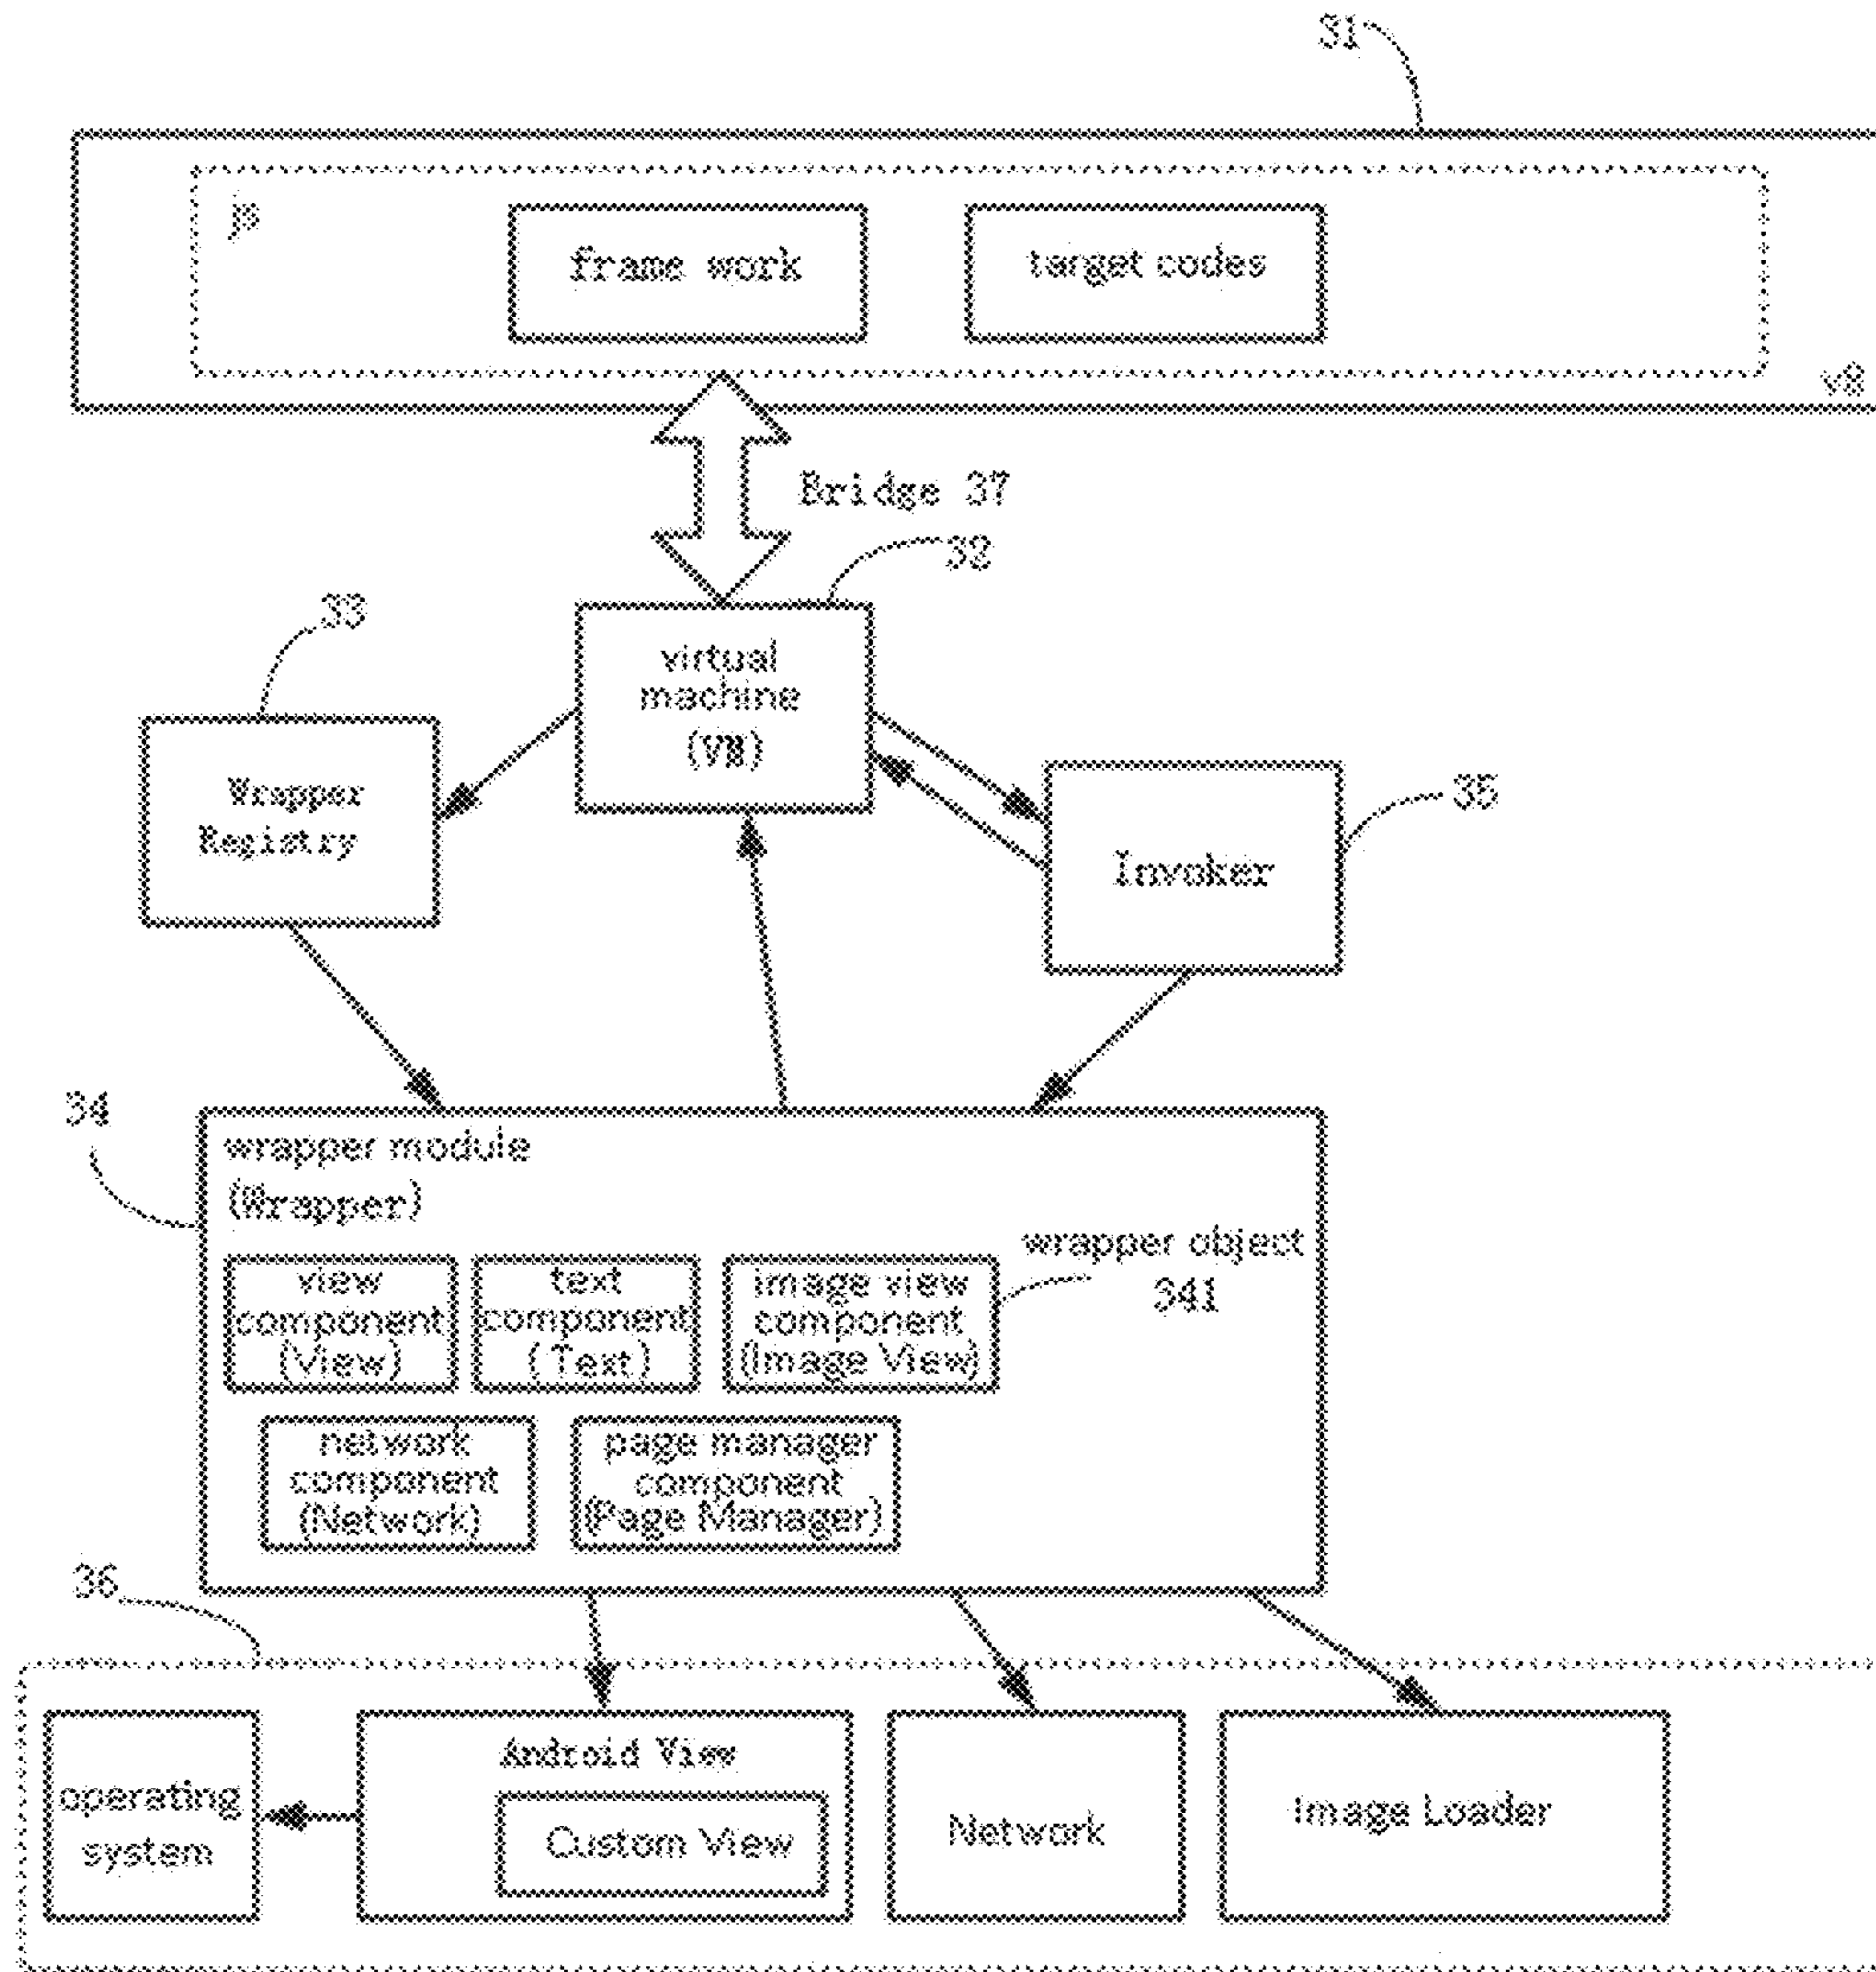 31
js
frame work
target codes
v8
Bridge 37
32
33
virtual
machine
(VM)
Wrapper
Registry
35
Invoker
34
wrapper module
(Wrapper)
wrapper object
341
view
component
(View)
text
component
(Text)
image view
component
(Image View)
network
component
(Network)
page manager
component
(Page Manager)
36
operating
system
Android View
Custom View
Network
Image Loader